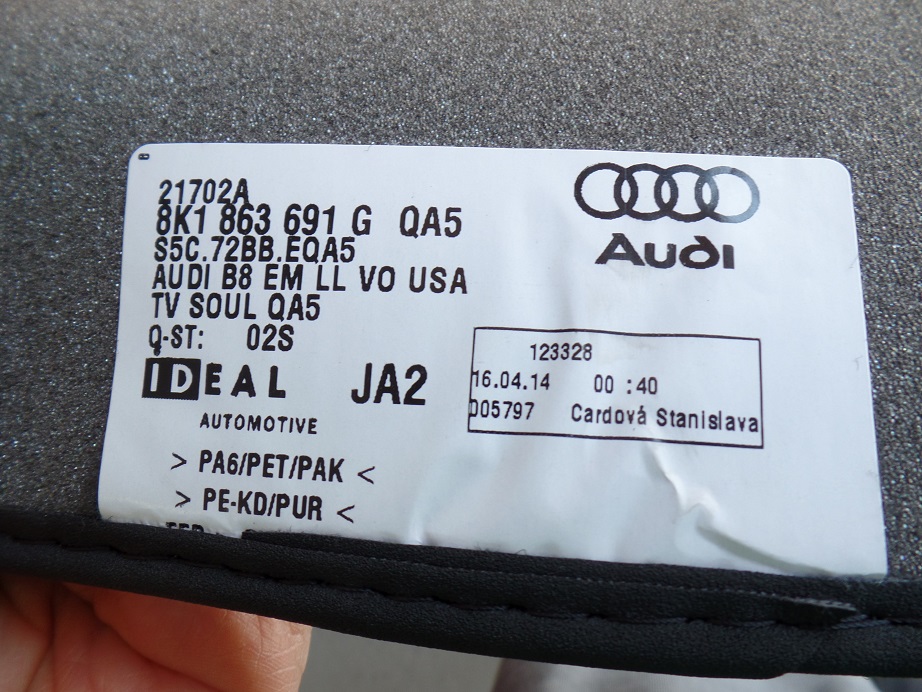 21702A
8K1 863 691 G QA5
S5C.72BB.EQA5
AUDI B8 EM LL VO USA
TV SOUL QA5
Q-ST: 02S
IDEAL JA2
AUTOMOTIVE
> PA6/PET/PAK <
> PE-KD/PUR <
Audi
123328
16.04.14 00 :40
005797 Cardová Stanislava